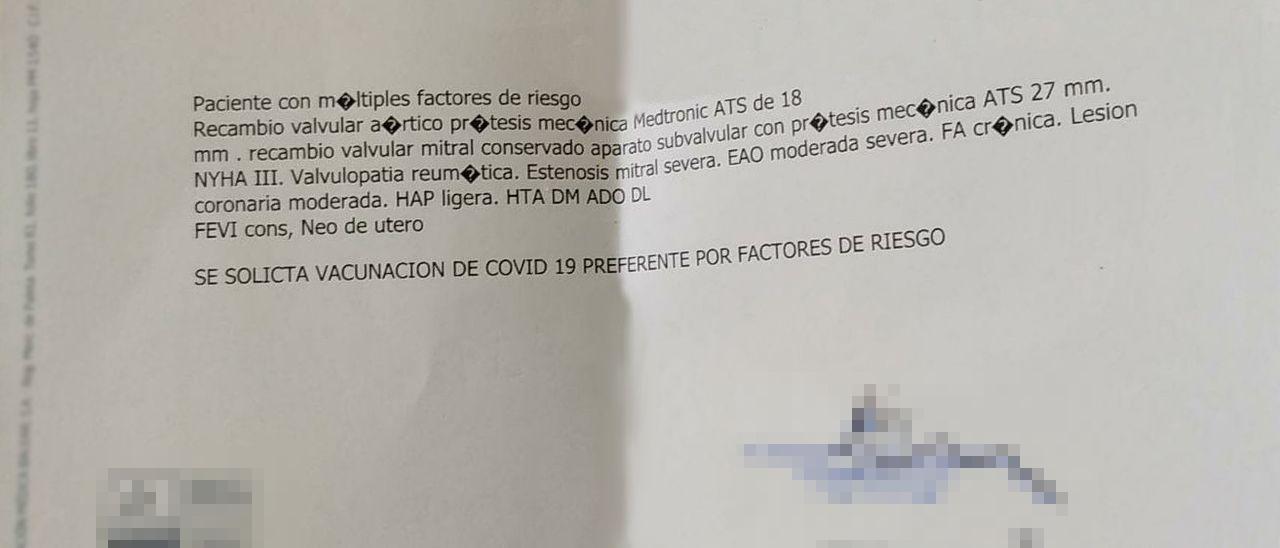 Paciente con m�ltiples factores de riesgo
Recambio valvular a�rtico pr�tesis mec�nica Medtronic ATS de 18
mm . recambio valvular mitral conservado aparato subvalvular con pr�tesis mec�nica ATS 27 mm.
NYHA III. Valvulopatia reum�tica. Estenosis mitral severa. EAO moderada severa. FA cr�nica. Lesion
coronaria moderada. HAP ligera. HTA DM ADO DL
FEVI cons, Neo de utero
SE SOLICTA VACUNACION DE COVID 19 PREFERENTE POR FACTORES DE RIESGO